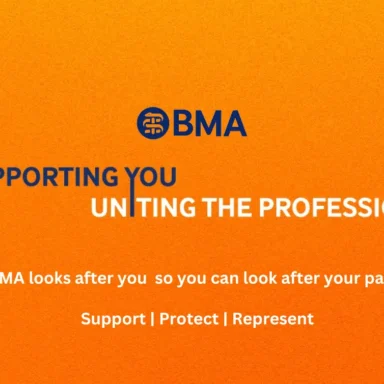 BMA
PPORTING YOU
UNITING THE PROFESSIO
MA looks after you so you can look after your pa
Support | Protect | Represent